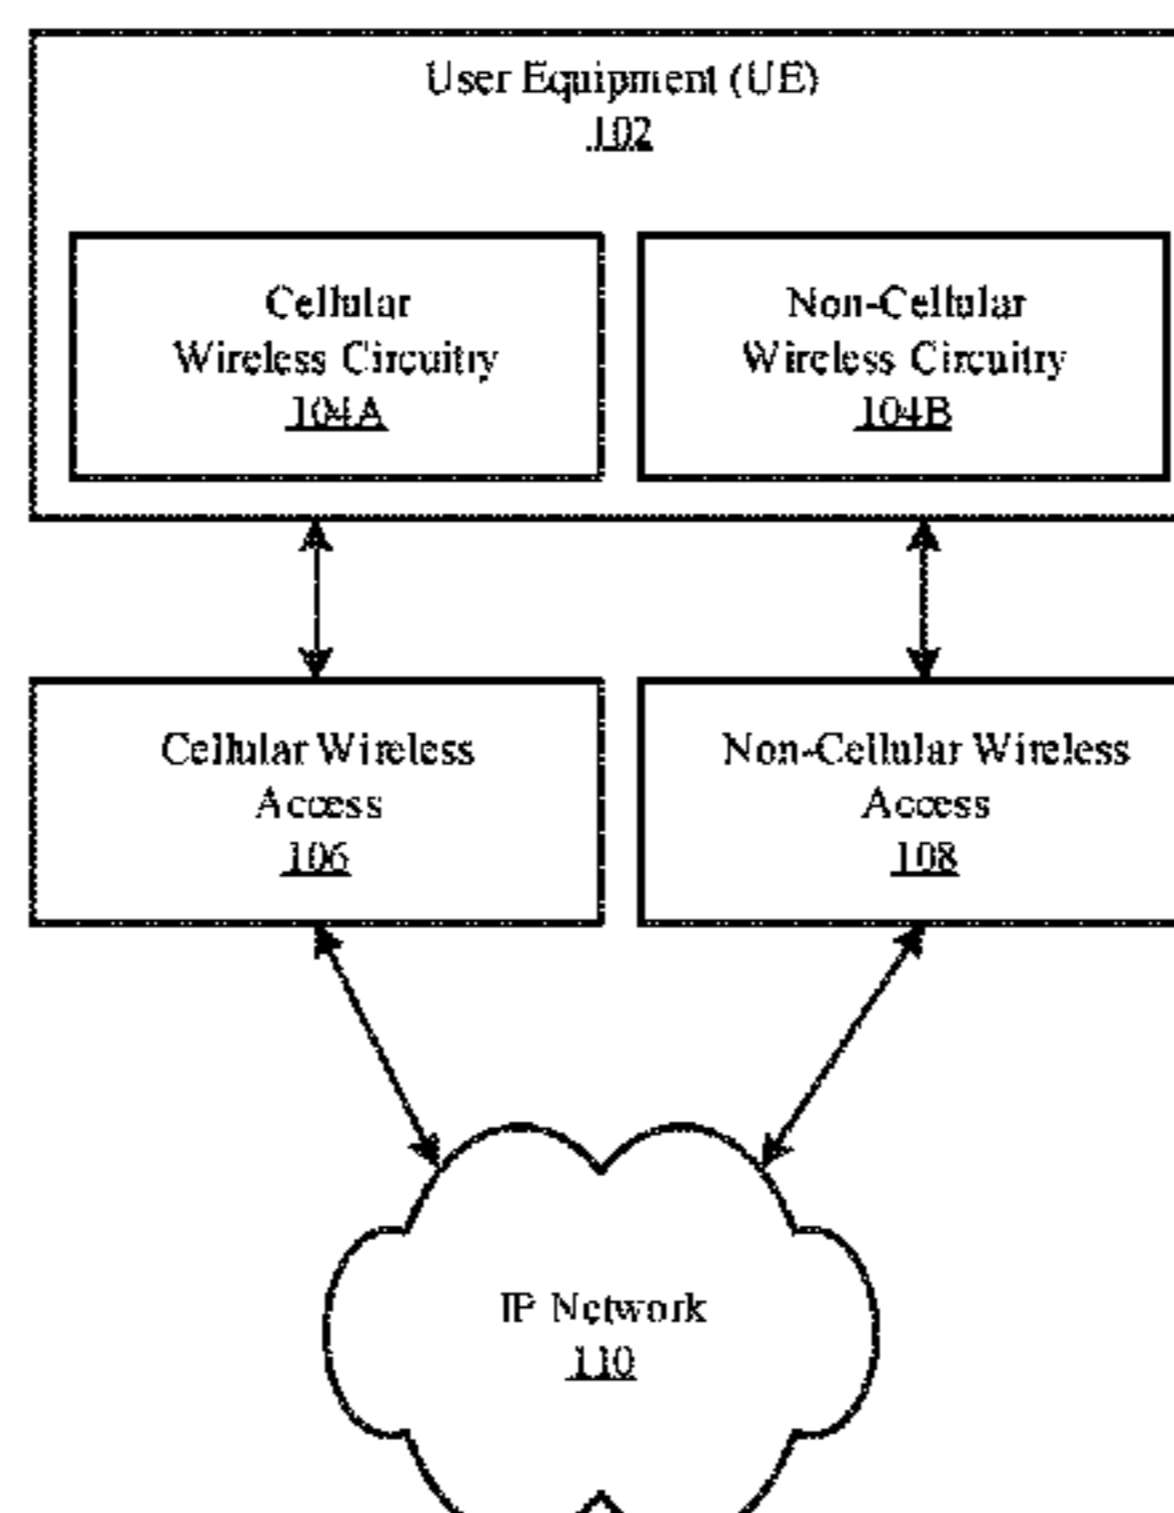 User Equipment (UE)
102
Cellular
Wireless Circuitry
104A
Non-Cellular
Wireless Circuitry
104B
Cellular Wireless
Access
106
Non-Cellular Wireless
Access
108
IP Network
110